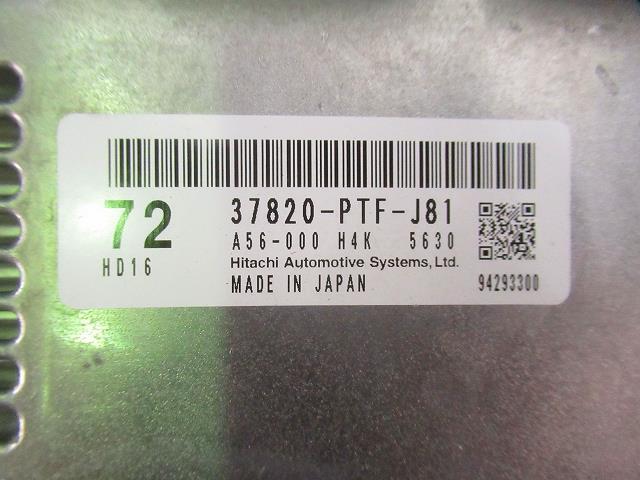 72
37820-PTF-J81
A56-000 H4K 5630
HD16
Hitachi Automotive Systems, Ltd.
MADE IN JAPAN
94293300